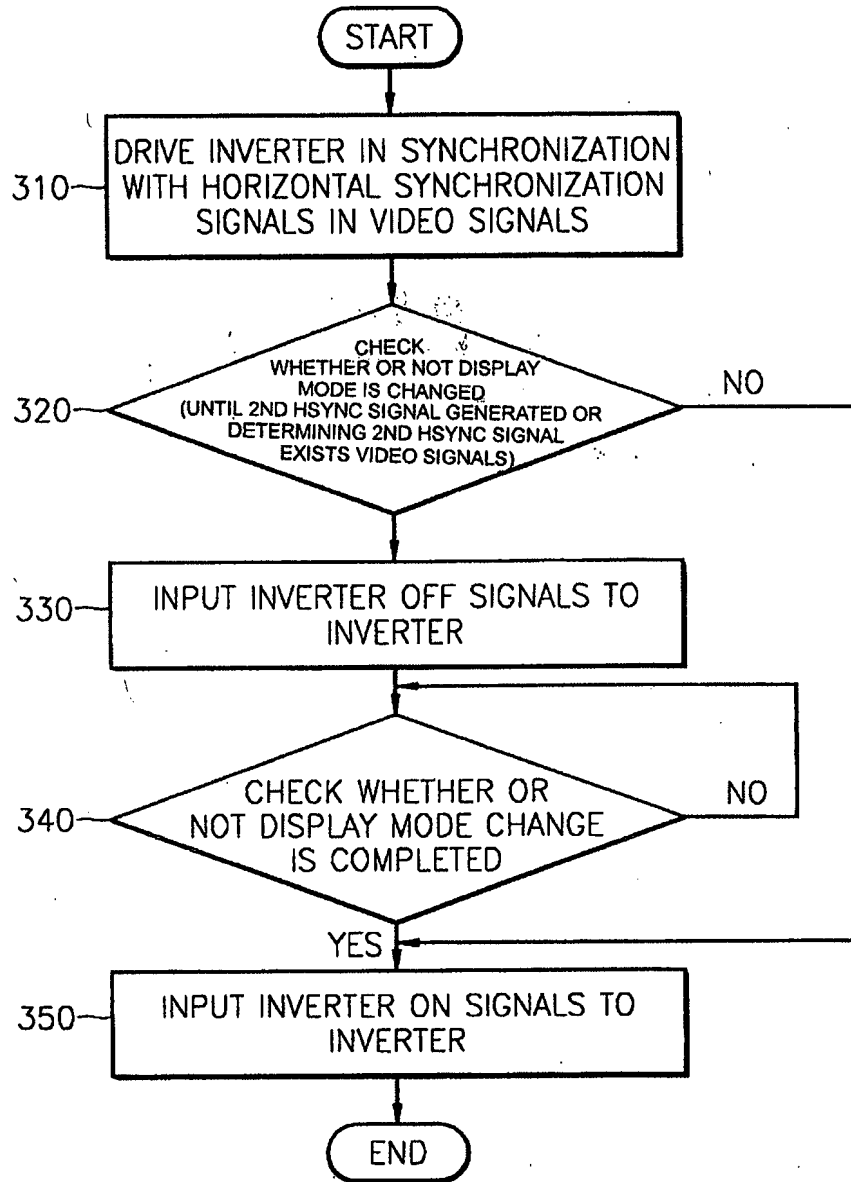 START
DRIVE INVERTER IN SYNCHRONIZATION
WITH HORIZONTAL SYNCHRONIZATION
SIGNALS IN VIDEO SIGNALS
310
CHECK
WHETHER OR NOT DISPLAY
MODE IS CHANGED
(UNTIL 2ND HSYNC SIGNAL GENERATED OR
DETERMINING 2ND HSYNC SIGNAL
EXISTS VIDEO SIGNALS)
320
NO
INPUT INVERTER OFF SIGNALS TO
INVERTER
330
CHECK WHETHER OR
NOT DISPLAY MODE CHANGE
IS COMPLETED
340
NO
YES
INPUT INVERTER ON SIGNALS TO
INVERTER
350
END